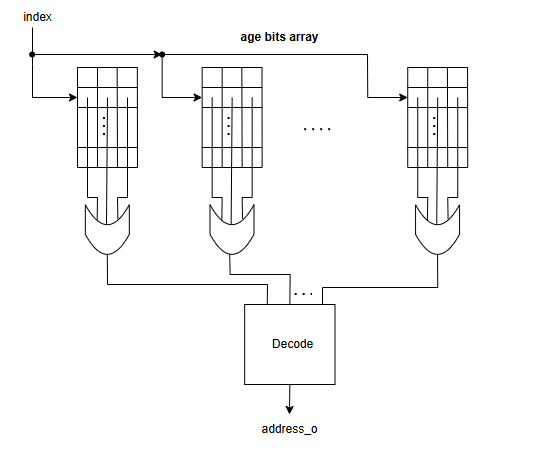 index
age bits array
. . . .
. . .
Decode
address_o